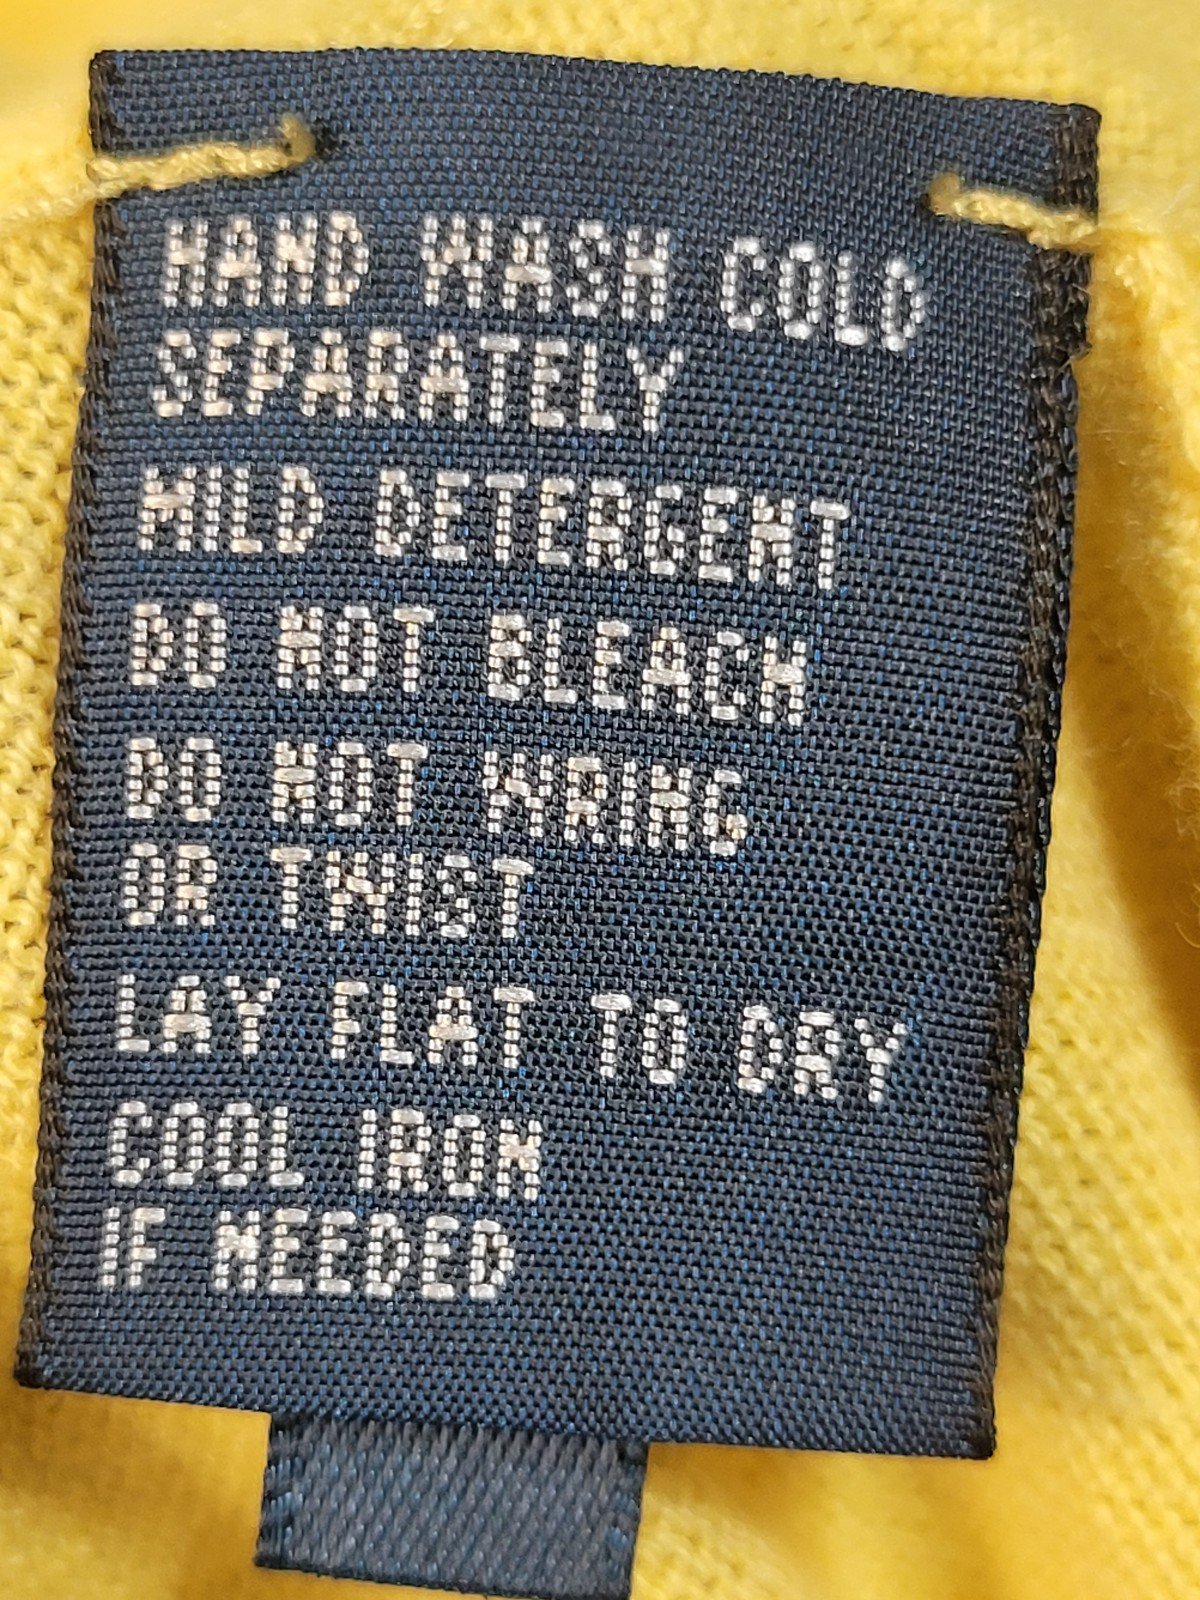 HAND WASH COLD
SEPARATELY
MILD DETERGENT
DO NOT BLEACH
DO NOT WRING
OR TWIST
LAY FLAT TO DRY
COOL IRON
IF NEEDED